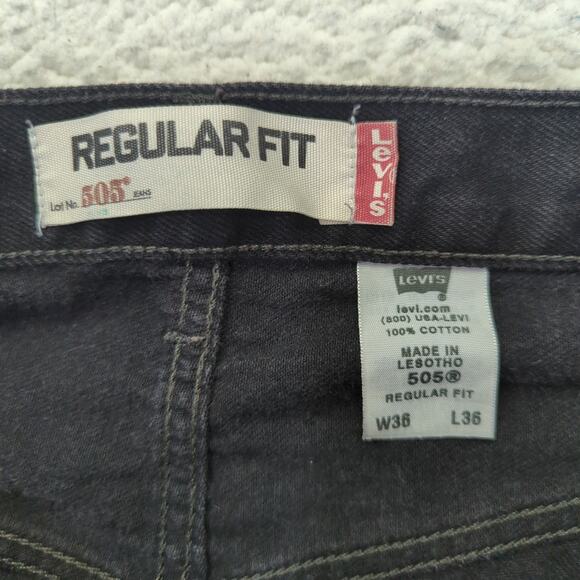 REGULAR FIT
Lot No. 505® JEANS
LEVI'S
Levi's
®
levi.com
(800) USA-LEVI
100% COTTON
MADE IN
LESOTHO
505®
REGULAR FIT
W36 L36